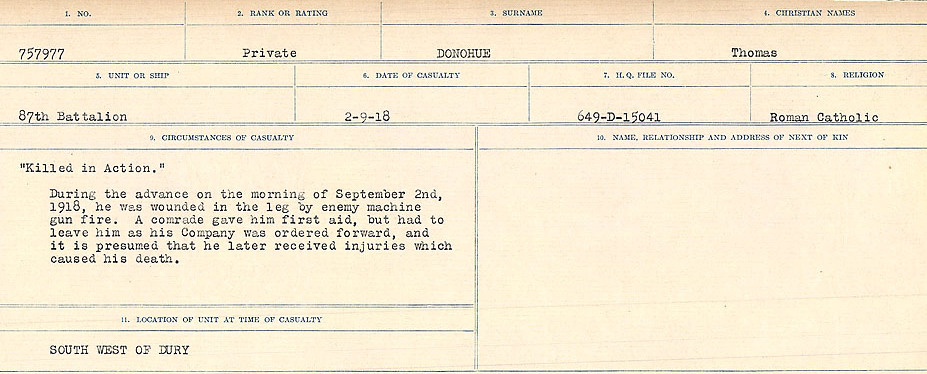 1. NO. 2. RANK OR RATING 3. SURNAME 4. CHRISTIAN NAMES
757977 Private DONOHUE Thomas
5. UNIT OR SHIP 6. DATE OF CASUALTY 7. H. Q. FILE NO. 8. RELIGION
87th Battalion 2-9-18 649-D-15041 Roman Catholic
9. CIRCUMSTANCES OF CASUALTY 10. NAME, RELATIONSHIP AND ADDRESS OF NEXT OF KIN
"Killed in Action."
During the advance on the morning of September 2nd,
1918, he was wounded in the leg by enemy machine
gun fire. A comrade gave him first aid, but had to
leave him as his Company was ordered forward, and
it is presumed that he later received injuries which
caused his death.
11. LOCATION OF UNIT AT TIME OF CASUALTY
SOUTH WEST OF DURY